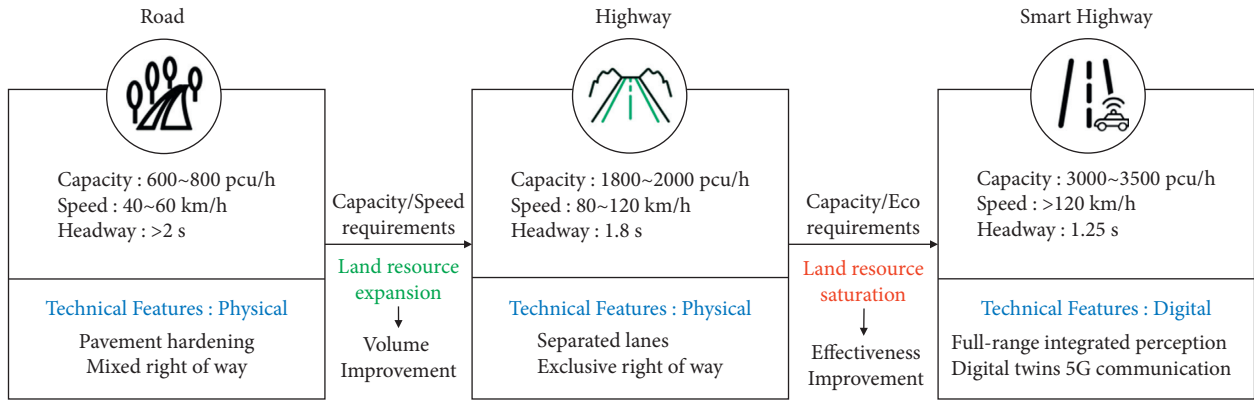 Road
Capacity : 600~800 pcu/h
Speed : 40~60 km/h
Headway : >2 s
Technical Features : Physical
Pavement hardening
Mixed right of way
Capacity/Speed
requirements
Land resource
expansion
Volume
Improvement
Highway
Capacity : 1800~2000 pcu/h
Speed : 80~120 km/h
Headway : 1.8 s
Technical Features : Physical
Separated lanes
Exclusive right of way
Capacity/Eco
requirements
Land resource
saturation
Effectiveness
Improvement
Smart Highway
Capacity : 3000~3500 pcu/h
Speed : >120 km/h
Headway : 1.25 s
Technical Features : Digital
Full-range integrated perception
Digital twins 5G communication